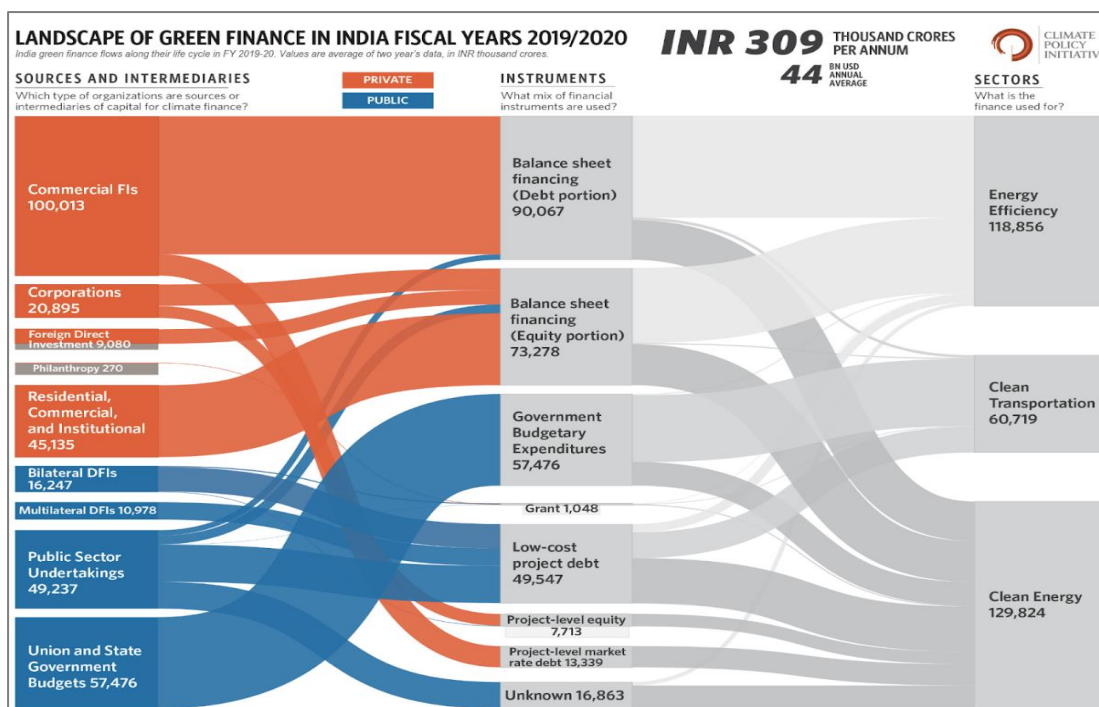 LANDSCAPE OF GREEN FINANCE IN INDIA FISCAL YEARS 2019/2020
India green finance flows along their life cycle in FY 2019-20. Values are average of two year's data, in INR thousand crores.
INR 309 THOUSAND CRORES
PER ANNUM
44 BN USD
ANNUAL
AVERAGE
CLIMATE
POLICY
INITIATIVE
SOURCES AND INTERMEDIARIES
Which type of organizations are sources or
intermediaries of capital for climate finance?
PRIVATE
PUBLIC
INSTRUMENTS
What mix of financial
instruments are used?
SECTORS
What is the
finance used for?
Commercial FIs
100,013
Corporations
20,895
Foreign Direct
Investment 9,080
Philanthropy 270
Residential,
Commercial,
and Institutional
45,135
Bilateral DFIs
16,247
Multilateral DFIs 10,978
Public Sector
Undertakings
49,237
Union and State
Government
Budgets 57,476
Balance sheet
financing
(Debt portion)
90,067
Balance sheet
financing
(Equity portion)
73,278
Government
Budgetary
Expenditures
57,476
Grant 1,048
Low-cost
project debt
49,547
Project-level equity
7,713
Project-level market
rate debt 13,339
Unknown 16,863
Energy
Efficiency
118,856
Clean
Transportation
60,719
Clean Energy
129,824